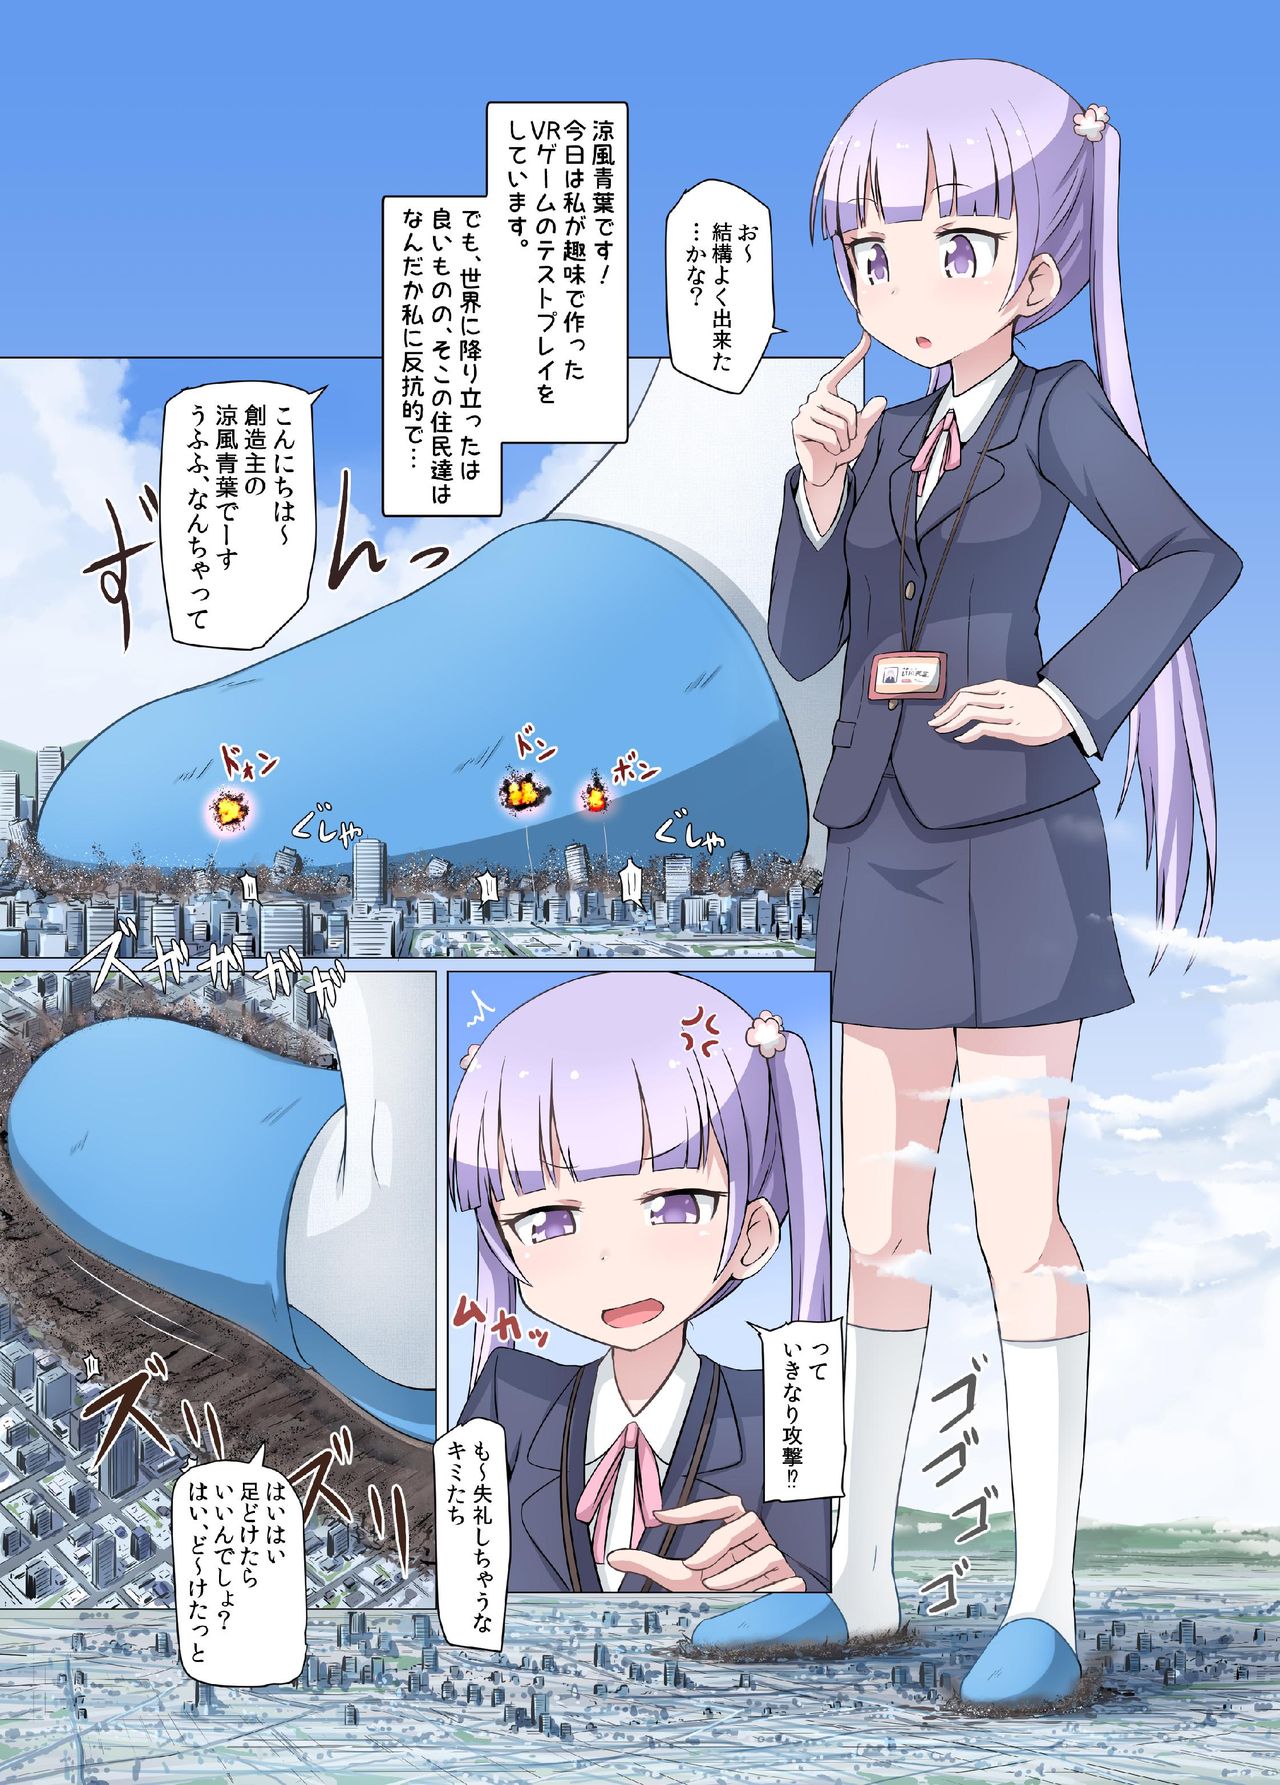 涼風青葉です！
今日は私が趣味で作った
VRゲームのテストプレイを
しています。
でも、世界に降り立ったは
良いものの、そこの住民達は
なんだか私に反抗的で…
お～
結構よく出来た
…かな？
こんにちは～
創造主の
涼風青葉でーす
うふふ、なんちゃって
ずんっ
ドォン
ドン
ボン
ぐしゃ
ぐしゃ
ズガガガガ
ムカッ
って
いきなり攻撃!?
も～失礼しちゃうな
キミたち
ゴゴゴゴ
ズズリ
はいはい
足どけたら
いいんでしょ？
はい、ど～けたっと